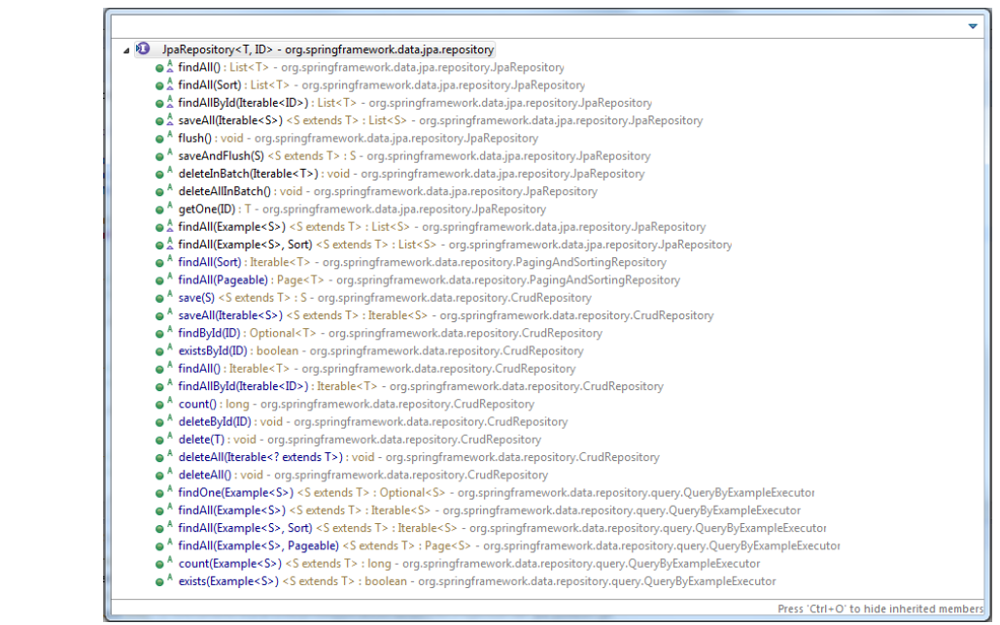 JpaRepository<T, ID> - org.springframework.data.jpa.repository
findAll() : List<T> - org.springframework.data.jpa.repository.JpaRepository
findAll(Sort) : List<T> - org.springframework.data.jpa.repository.JpaRepository
findAllById(Iterable<ID>) : List<T> - org.springframework.data.jpa.repository.JpaRepository
saveAll(Iterable<S>) <S extends T> : List<S> - org.springframework.data.jpa.repository.JpaRepository
flush() : void - org.springframework.data.jpa.repository.JpaRepository
saveAndFlush(S) <S extends T> : S - org.springframework.data.jpa.repository.JpaRepository
deleteInBatch(Iterable<T>) : void - org.springframework.data.jpa.repository.JpaRepository
deleteAllInBatch() : void - org.springframework.data.jpa.repository.JpaRepository
getOne(ID) : T - org.springframework.data.jpa.repository.JpaRepository
findAll(Example<S>) <S extends T> : List<S> - org.springframework.data.jpa.repository.JpaRepository
findAll(Example<S>, Sort) <S extends T> : List<S> - org.springframework.data.jpa.repository.JpaRepository
findAll(Sort) : Iterable<T> - org.springframework.data.repository.PagingAndSortingRepository
findAll(Pageable) : Page<T> - org.springframework.data.repository.PagingAndSortingRepository
save(S) <S extends T> : S - org.springframework.data.repository.CrudRepository
saveAll(Iterable<S>) <S extends T> : Iterable<S> - org.springframework.data.repository.CrudRepository
findById(ID) : Optional<T> - org.springframework.data.repository.CrudRepository
existsById(ID) : boolean - org.springframework.data.repository.CrudRepository
findAll() : Iterable<T> - org.springframework.data.repository.CrudRepository
findAllById(Iterable<ID>) : Iterable<T> - org.springframework.data.repository.CrudRepository
count() : long - org.springframework.data.repository.CrudRepository
deleteById(ID) : void - org.springframework.data.repository.CrudRepository
delete(T) : void - org.springframework.data.repository.CrudRepository
deleteAll(Iterable<? extends T>) : void - org.springframework.data.repository.CrudRepository
deleteAll() : void - org.springframework.data.repository.CrudRepository
findOne(Example<S>) <S extends T> : Optional<S> - org.springframework.data.repository.query.QueryByExampleExecutor
findAll(Example<S>) <S extends T> : Iterable<S> - org.springframework.data.repository.query.QueryByExampleExecutor
findAll(Example<S>, Sort) <S extends T> : Iterable<S> - org.springframework.data.repository.query.QueryByExampleExecutor
findAll(Example<S>, Pageable) <S extends T> : Page<S> - org.springframework.data.repository.query.QueryByExampleExecutor
count(Example<S>) <S extends T> : long - org.springframework.data.repository.query.QueryByExampleExecutor
exists(Example<S>) <S extends T> : boolean - org.springframework.data.repository.query.QueryByExampleExecutor
Press 'Ctrl+O' to hide inherited members